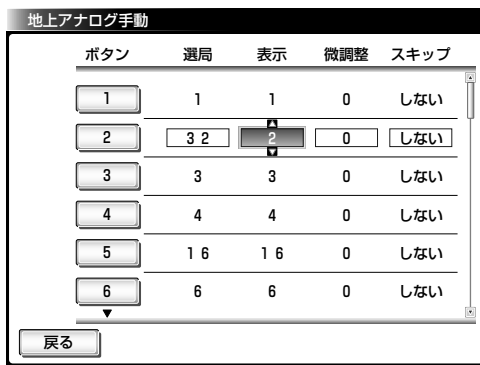 地上アナログ手動
ボタン 選局 表示 微調整 スキップ
1 1 1 0 しない
2 32 2 0 しない
3 3 3 0 しない
4 4 4 0 しない
5 16 16 0 しない
6 6 6 0 しない
戻る